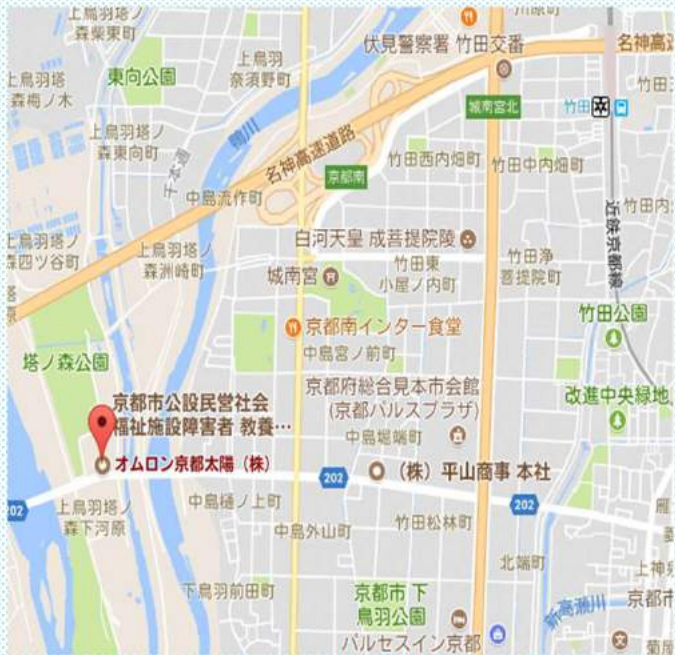 上鳥羽塔ノ
森柴東町
川原町
伏見警察署 竹田交番
名神高速
上鳥羽塔
森梅ノ木
東向公園
上鳥羽
奈須野町
竹田
城南宮北
竹田
上鳥羽塔ノ
森東向町
鴨川
名神高速道路
千本通
京都南
竹田西内畑町
竹田中内畑町
中島流作町
竹田内
近鉄京都線
白河天皇 成菩提院陵
上鳥羽塔ノ
森四ツ谷町
上鳥羽塔ノ
森洲崎町
城南宮
竹田東
小屋ノ内町
竹田浄
菩提院町
竹田公園
京都南インター食堂
中島宮ノ前町
塔ノ森公園
京都府総合見本市会館
(京都パルスプラザ)
改進中央緑地
京都市公設民営社会
福祉施設障害者 教養…
中島堀端町
オムロン京都太陽（株）
（株）平山商事 本社
202
202
202
上鳥羽塔ノ
森下河原
中島樋ノ上町
中島外山町
竹田松林町
北端町
下鳥羽前田町
京都市 下
鳥羽公園
新高瀬川
京都市
パルセスイン京都